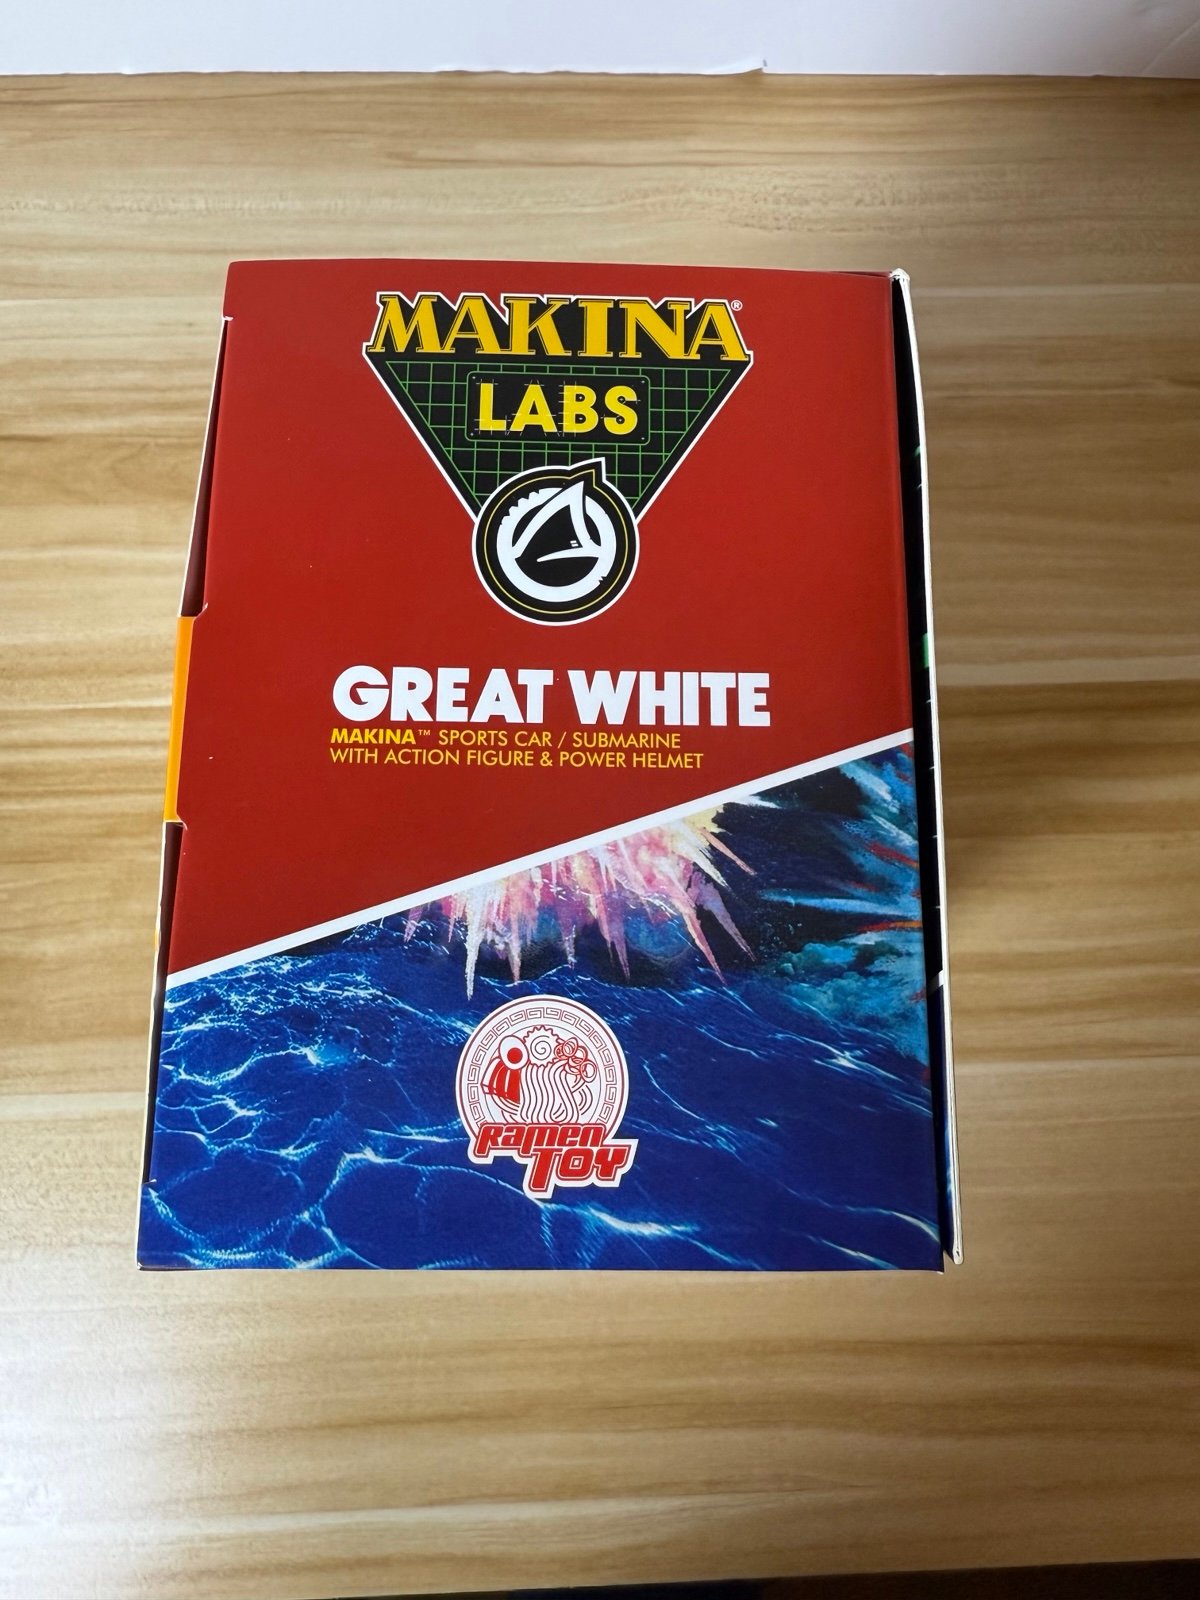 MAKINA®
LABS
GREAT WHITE
MAKINA™ SPORTS CAR / SUBMARINE
WITH ACTION FIGURE & POWER HELMET
Ramen
Toy